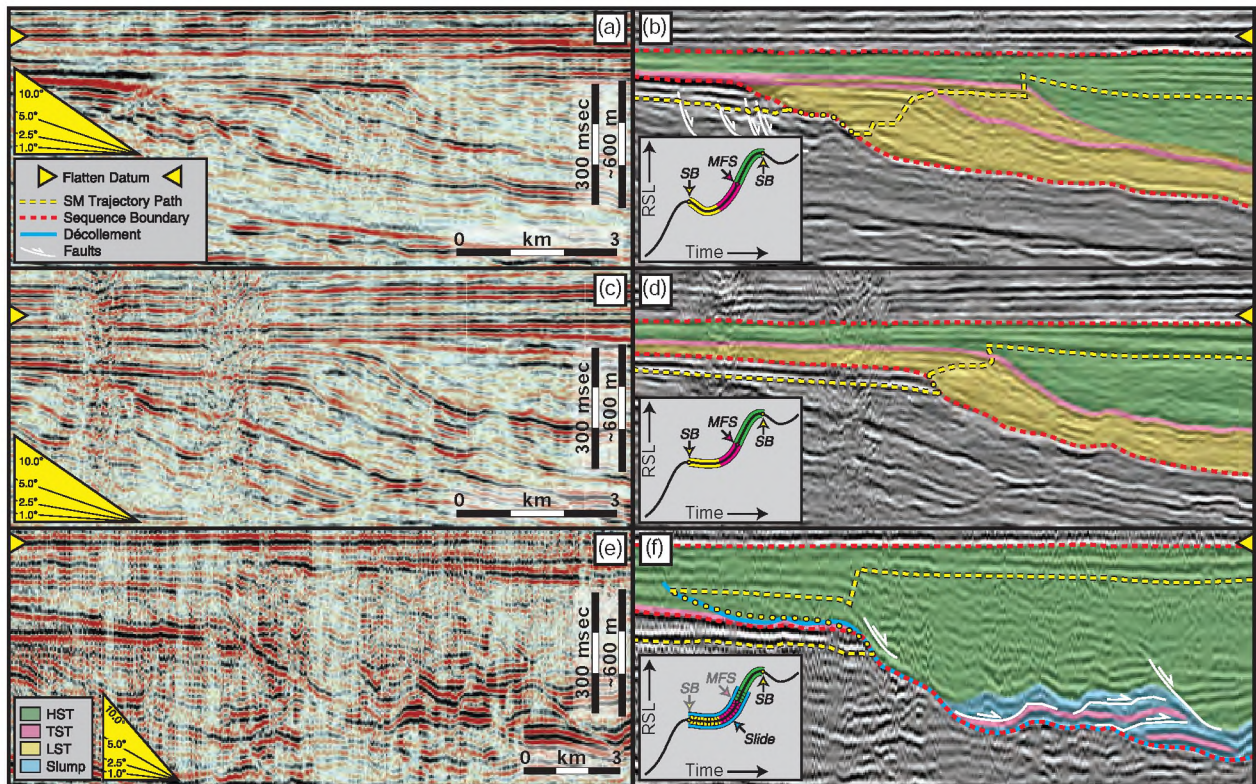 (a)
10.0°
5.0°
2.5°
1.0°
Flatten Datum
SM Trajectory Path
Sequence Boundary
Décollement
Faults
300 msec
~600 m
0 km 3
(b)
RSL
SB
MFS
SB
Time
(c)
10.0°
5.0°
2.5°
1.0°
300 msec
~600 m
0 km 3
(d)
RSL
SB
MFS
SB
Time
(e)
300 msec
~600 m
0 km 3
HST
TST
LST
Slump
10.0°
5.0°
2.5°
1.0°
(f)
RSL
SB
MFS
SB
Slide
Time